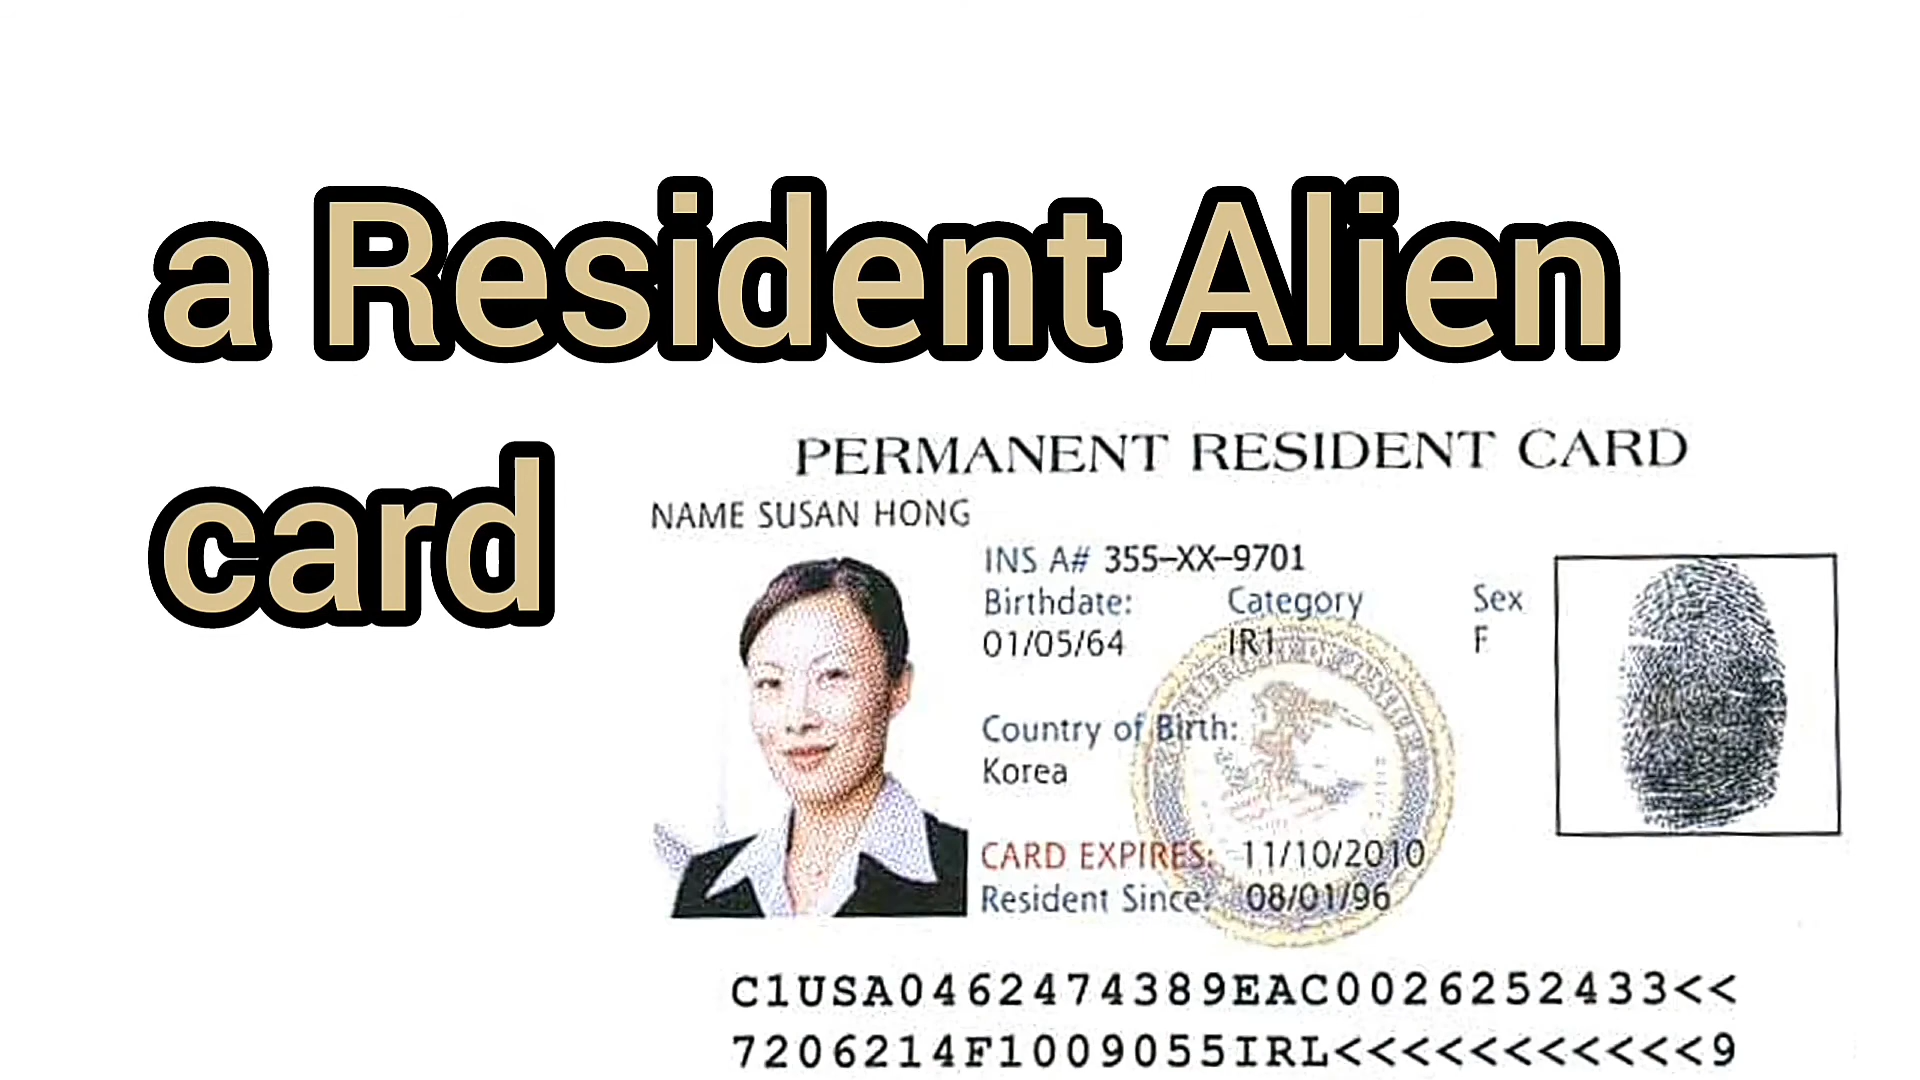 a Resident Alien
card
PERMANENT RESIDENT CARD
NAME SUSAN HONG
INS A# 355–XX–9701
Birthdate: Category Sex
01/05/64 IR1 F
Country of Birth:
Korea
CARD EXPIRES: 11/10/2010
Resident Since: 08/01/96
C1USA0462474389EAC0026252433<<
7206214F1009055IRL<<<<<<<<<<<9